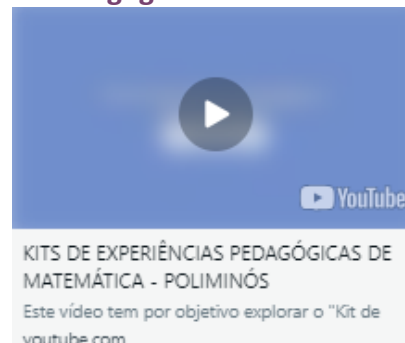 YouTube
KITS DE EXPERIÊNCIAS PEDAGÓGICAS DE
MATEMÁTICA - POLIMINÓS
Este vídeo tem por objetivo explorar o "Kit de
youtube.com